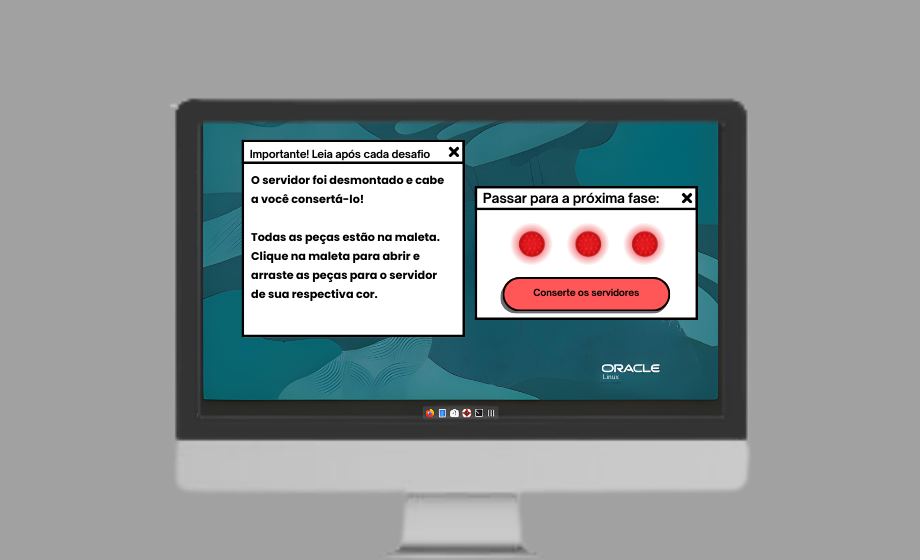 Importante! Leia após cada desafio
O servidor foi desmontado e cabe
a você consertá-lo!
Todas as peças estão na maleta.
Clique na maleta para abrir e
arraste as peças para o servidor
de sua respectiva cor.
Passar para a próxima fase:
Conserte os servidores
ORACLE
Linux